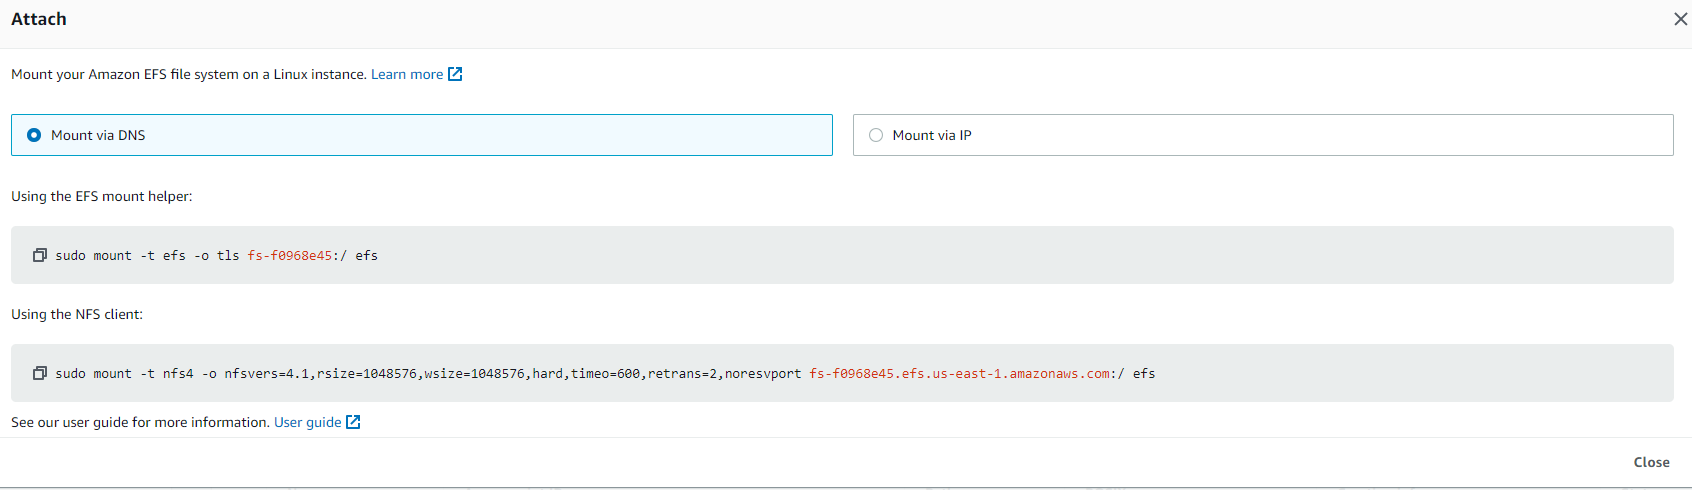 Attach
Mount your Amazon EFS file system on a Linux instance. Learn more
Mount via DNS
Mount via IP
Using the EFS mount helper:
sudo mount -t efs -o tls fs-f0968e45:/ efs
Using the NFS client:
sudo mount -t nfs4 -o nfsvers=4.1,rsize=1048576,wsize=1048576,hard,timeo=600,retrans=2,noresvport fs-f0968e45.efs.us-east-1.amazonaws.com:/ efs
See our user guide for more information. User guide
Close